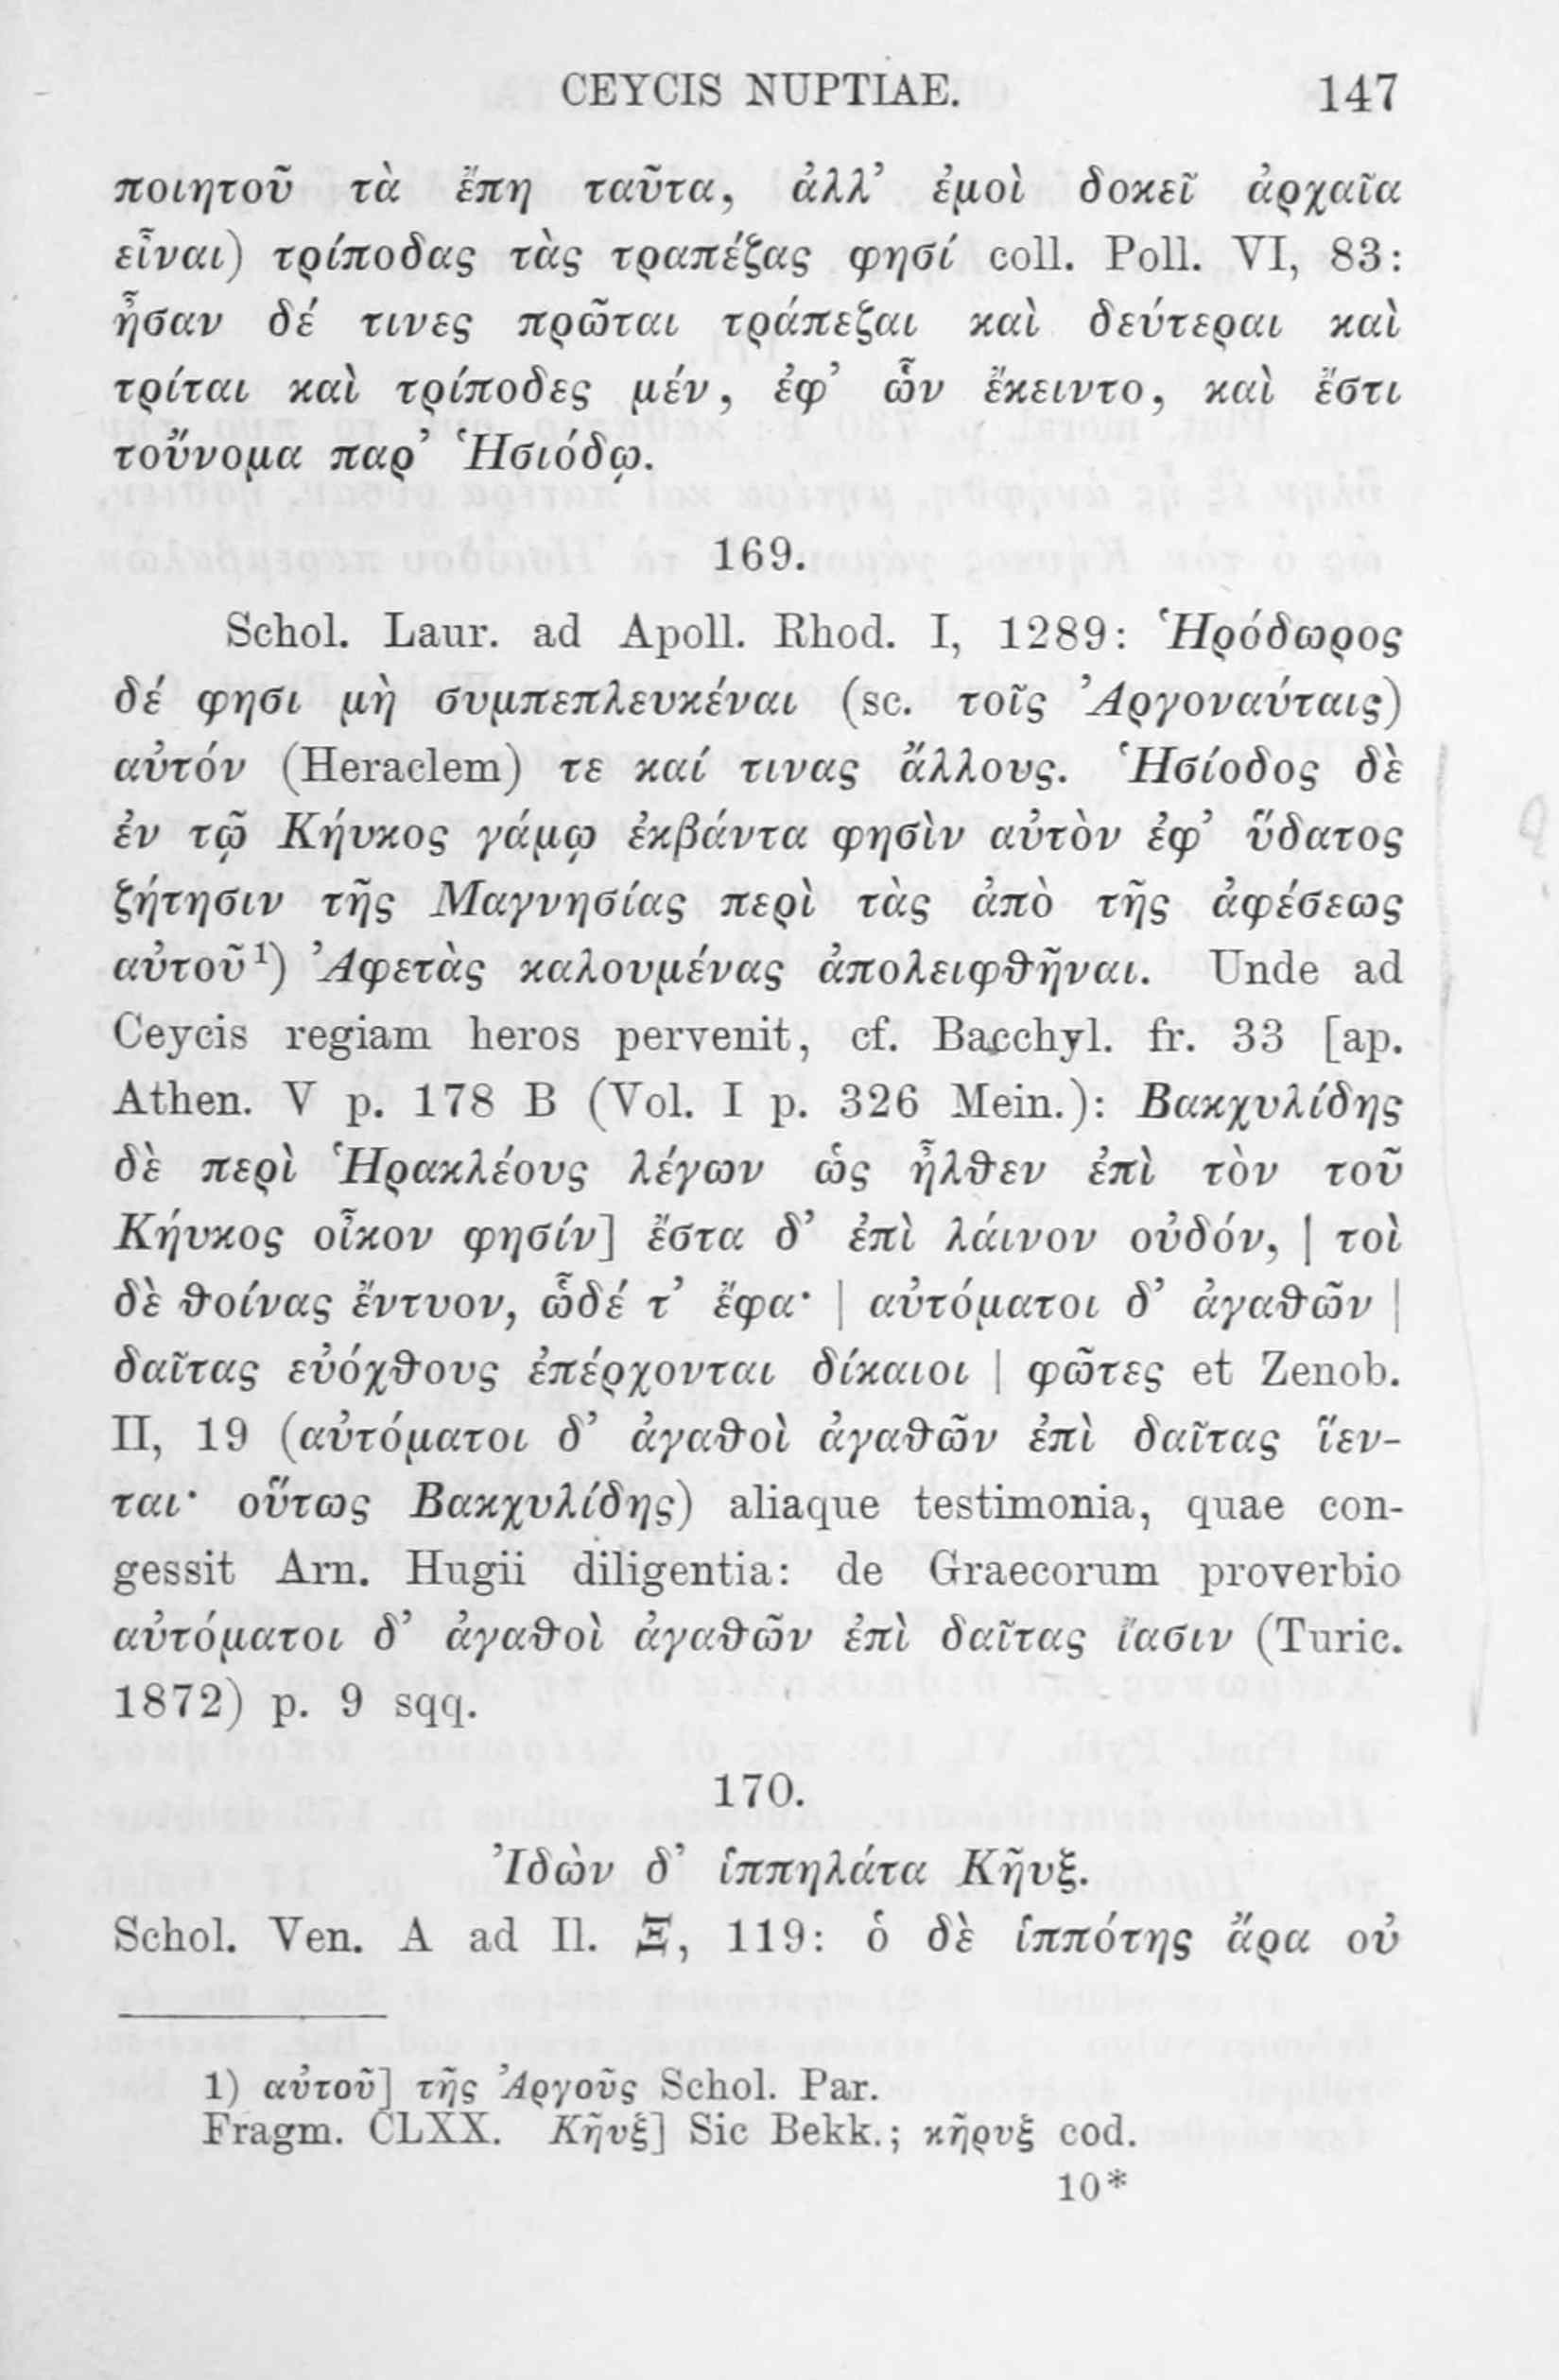 CEYCIS NUPTIAE. 147
ποιητοῦ τὰ ἔπη ταῦτα, ἀλλ’ ἐμοὶ δοκεῖ ἀρχαῖα
εἶναι) τρίποδας τὰς τραπέζας φησί coll. Poll. VI, 83:
ἦσαν δέ τινες πρῶται τράπεζαι καὶ δεύτεραι καὶ
τρίται καὶ τρίποδες μέν, ἐφ’ ὧν ἔκειντο, καὶ ἔστι
τοὔνομα παρ’ Ἡσιόδῳ.
169.
Schol. Laur. ad Apoll. Rhod. I, 1289: Ἡρόδωρος
δέ φησι μὴ συμπεπλευκέναι (sc. τοῖς Ἀργοναύταις)
αὐτόν (Heraclem) τε καί τινας ἄλλους. Ἡσίοδος δὲ
ἐν τῷ Κήυκος γάμῳ ἐκβάντα φησὶν αὐτὸν ἐφ’ ὕδατος
ζήτησιν τῆς Μαγνησίας περὶ τὰς ἀπὸ τῆς ἀφέσεως
αὐτοῦ¹) Ἀφετὰς καλουμένας ἀπολειφθῆναι. Unde ad
Ceycis regiam heros pervenit, cf. Bacchyl. fr. 33 [ap.
Athen. V p. 178 B (Vol. I p. 326 Mein.): Βακχυλίδης
δὲ περὶ Ἡρακλέους λέγων ὡς ἦλθεν ἐπὶ τὸν τοῦ
Κήυκος οἶκον φησίν] ἔστα δ’ ἐπὶ λάινον οὐδόν, | τοὶ
δὲ θοίνας ἔντυον, ὧδέ τ’ ἔφα· | αὐτόματοι δ’ ἀγαθῶν |
δαῖτας εὐόχθους ἐπέρχονται δίκαιοι | φῶτες et Zenob.
II, 19 (αὐτόματοι δ’ ἀγαθοὶ ἀγαθῶν ἐπὶ δαῖτας ἵεν-
ται· οὕτως Βακχυλίδης) aliaque testimonia, quae con-
gessit Arn. Hugii diligentia: de Graecorum proverbio
αὐτόματοι δ’ ἀγαθοὶ ἀγαθῶν ἐπὶ δαῖτας ἴασιν (Turic.
1872) p. 9 sqq.
170.
Ἰδὼν δ’ ἱππηλάτα Κῆυξ.
Schol. Ven. A ad Il. Ξ, 119: ὁ δὲ ἱππότης ἄρα οὐ
1) αὐτοῦ] τῆς Ἀργοῦς Schol. Par.
Fragm. CLXX. Κῆυξ] Sic Bekk.; κῆρυξ cod.
10*